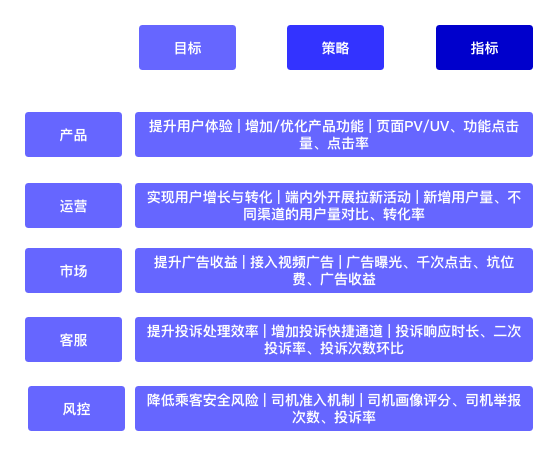 目标
策略
指标
产品
提升用户体验 | 增加/优化产品功能 | 页面PV/UV、功能点击
量、点击率
运营
实现用户增长与转化 | 端内外开展拉新活动 | 新增用户量、不
同渠道的用户量对比、转化率
市场
提升广告收益 | 接入视频广告 | 广告曝光、千次点击、坑位
费、广告收益
客服
提升投诉处理效率 | 增加投诉快捷通道 | 投诉响应时长、二次
投诉率、投诉次数环比
风控
降低乘客安全风险 | 司机准入机制 | 司机画像评分、司机举报
次数、投诉率